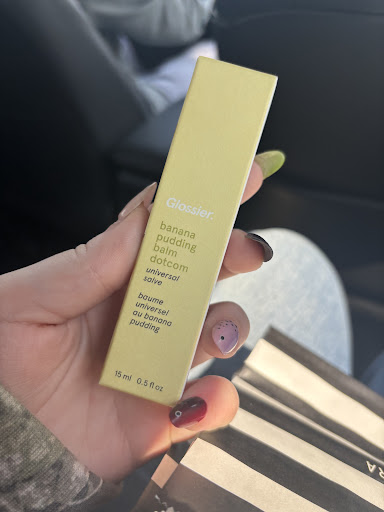 Glossier.
banana
pudding
balm
dotcom
universal
salve
baume
universel
au banana
pudding
15 ml 0.5 fl oz